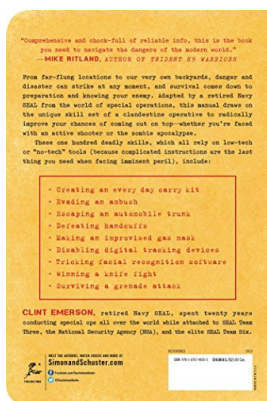 "Comprehensive and chock-full of reliable info, this is the book
you need to navigate the dangers of the modern world."
—MIKE RITLAND, AUTHOR OF TRIDENT K9 WARRIORS
From far-flung locations to our very own backyards, danger and
disaster can strike at any moment, and survival comes down to
preparation and knowing your enemy. Adapted by a retired Navy
SEAL from the world of special operations, this manual draws on
the unique skill set of a clandestine operative to radically
improve your chances of coming out on top—whether you're faced
with an active shooter or the zombie apocalypse.
These one hundred deadly skills, which all rely on low-tech
or "no-tech" tools (because complicated instructions are the last
thing you need when facing imminent peril), include:
• Creating an every day carry kit
• Evading an ambush
• Escaping an automobile trunk
• Defeating handcuffs
• Making an improvised gas mask
• Disabling digital tracking devices
• Tricking facial recognition software
• Winning a knife fight
• Surviving a grenade attack
CLINT EMERSON, retired Navy SEAL, spent twenty years
conducting special ops all over the world while attached to SEAL Team
Three, the National Security Agency (NSA), and the elite SEAL Team Six.
MEET THE AUTHORS, WATCH VIDEOS AND MORE AT
SimonandSchuster.com
REFERENCE